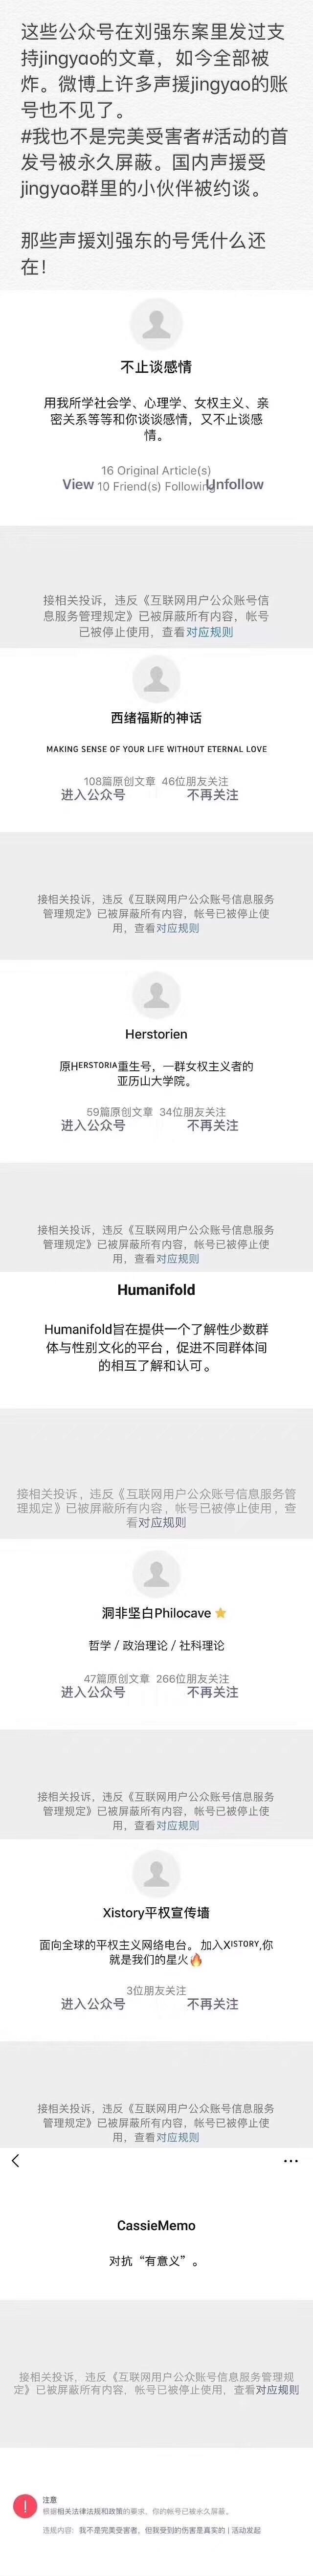 这些公众号在刘强东案里发过支
持jingyao的文章，如今全部被
炸。微博上许多声援jingyao的账
号也不见了。
#我也不是完美受害者#活动的首
发号被永久屏蔽。国内声援受
jingyao群里的小伙伴被约谈。
那些声援刘强东的号凭什么还
在！
不止谈感情
用我所学社会学、心理学、女权主义、亲
密关系等等和你谈谈感情，又不止谈感
情。
16 Original Article(s)
View 10 Friend(s) Following Unfollow
接相关投诉，违反《互联网用户公众账号信
息服务管理规定》已被屏蔽所有内容，帐号
已被停止使用，查看对应规则
西绪福斯的神话
MAKING SENSE OF YOUR LIFE WITHOUT ETERNAL LOVE
108篇原创文章 46位朋友关注
进入公众号 不再关注
接相关投诉，违反《互联网用户公众账号信息服务
管理规定》已被屏蔽所有内容，帐号已被停止使
用，查看对应规则
Herstorien
原HERSTORIA重生号，一群女权主义者的
亚历山大学院。
59篇原创文章 34位朋友关注
进入公众号 不再关注
接相关投诉，违反《互联网用户公众账号信息服务
管理规定》已被屏蔽所有内容，帐号已被停止使
用，查看对应规则
Humanifold
Humanifold旨在提供一个了解性少数群
体与性别文化的平台，促进不同群体间
的相互了解和认可。
接相关投诉，违反《互联网用户公众账号信息服务管
理规定》已被屏蔽所有内容，帐号已被停止使用，查
看对应规则
洞非坚白Philocave ⭐
哲学 / 政治理论 / 社科理论
47篇原创文章 266位朋友关注
进入公众号 不再关注
接相关投诉，违反《互联网用户公众账号信息服务
管理规定》已被屏蔽所有内容，帐号已被停止使
用，查看对应规则
Xistory平权宣传墙
面向全球的平权主义网络电台。 加入XISTORY,你
就是我们的星火🔥
3位朋友关注
进入公众号 不再关注
接相关投诉，违反《互联网用户公众账号信息服务
管理规定》已被屏蔽所有内容，帐号已被停止使
用，查看对应规则
CassieMemo
对抗“有意义”。
接相关投诉，违反《互联网用户公众账号信息服务管理规
定》已被屏蔽所有内容，帐号已被停止使用，查看对应规则
注意
根据相关法律法规和政策的要求，你的帐号已被永久屏蔽。
违规内容：我不是完美受害者，但我受到的伤害是真实的 | 活动发起